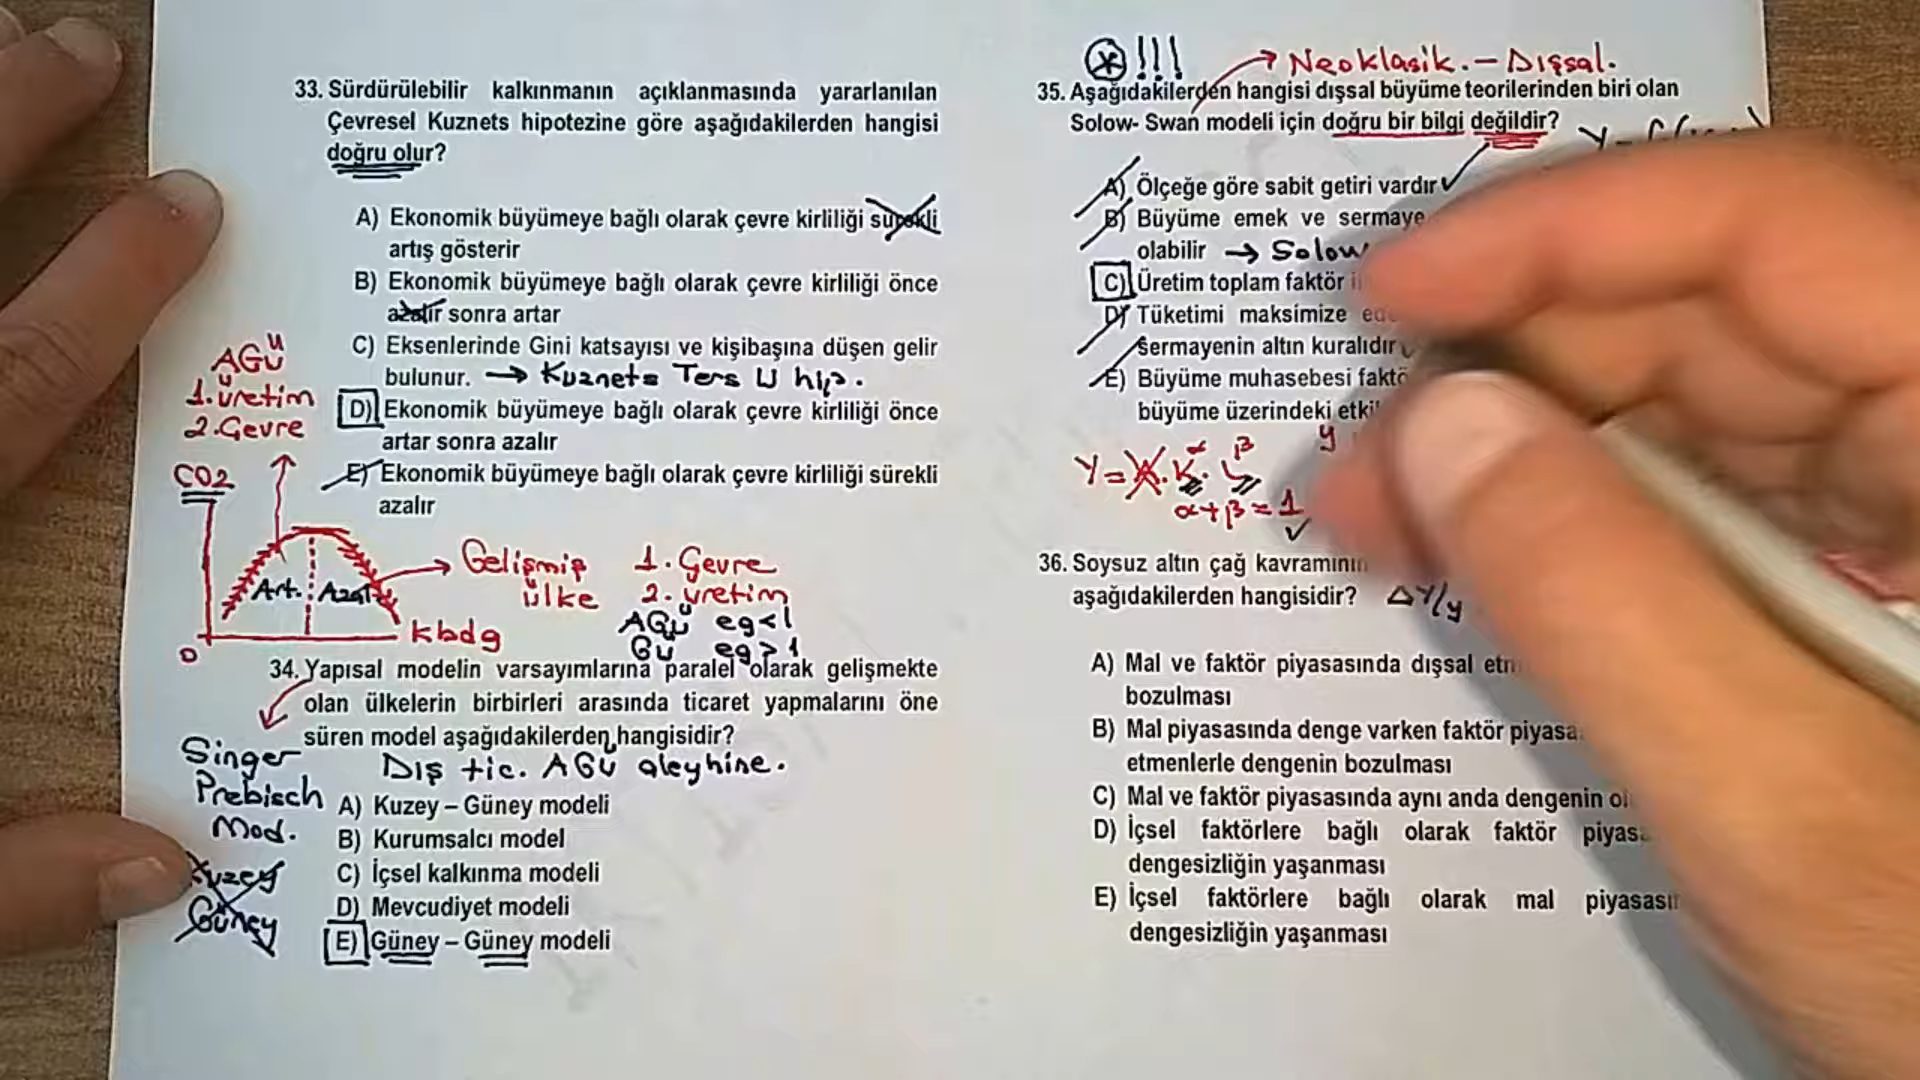 33. Sürdürülebilir kalkınmanın açıklanmasında yararlanılan
Çevresel Kuznets hipotezine göre aşağıdakilerden hangisi
doğru olur?
A) Ekonomik büyümeye bağlı olarak çevre kirliliği sürekli
artış gösterir
B) Ekonomik büyümeye bağlı olarak çevre kirliliği önce
azalır sonra artar
C) Eksenlerinde Gini katsayısı ve kişibaşına düşen gelir
bulunur. → Kuznets Ters U hip.
D) Ekonomik büyümeye bağlı olarak çevre kirliliği önce
artar sonra azalır
E) Ekonomik büyümeye bağlı olarak çevre kirliliği sürekli
azalır
AGÜ
1. üretim
2. Çevre
CO2
Art. Azal.
0
kbdg
Gelişmiş
ülke
1. Çevre
2. üretim
AGÜ eg<1
GÜ eg>1
34. Yapısal modelin varsayımlarına paralel olarak gelişmekte
olan ülkelerin birbirleri arasında ticaret yapmalarını öne
süren model aşağıdakilerden hangisidir?
Dış tic. AGÜ aleyhine.
Singer
Prebisch
Mod.
Kuzey
Güney
A) Kuzey – Güney modeli
B) Kurumsalcı model
C) İçsel kalkınma modeli
D) Mevcudiyet modeli
E) Güney – Güney modeli
!!! → Neoklasik. – Dışsal.
35. Aşağıdakilerden hangisi dışsal büyüme teorilerinden biri olan
Solow- Swan modeli için doğru bir bilgi değildir?
A) Ölçeğe göre sabit getiri vardır
B) Büyüme emek ve sermaye
olabilir → Solow
C) Üretim toplam faktör
D) Tüketimi maksimize
sermayenin altın kuralıdır
E) Büyüme muhasebesi
büyüme üzerindeki
y
Y=A.K^α.L^β
α+β=1
36. Soysuz altın çağ kavramının
aşağıdakilerden hangisidir? ΔY/y
A) Mal ve faktör piyasasında dışsal
bozulması
B) Mal piyasasında denge varken faktör
etmenlerle dengenin bozulması
C) Mal ve faktör piyasasında aynı anda dengenin
D) İçsel faktörlere bağlı olarak faktör
dengesizliğin yaşanması
E) İçsel faktörlere bağlı olarak mal
dengesizliğin yaşanması